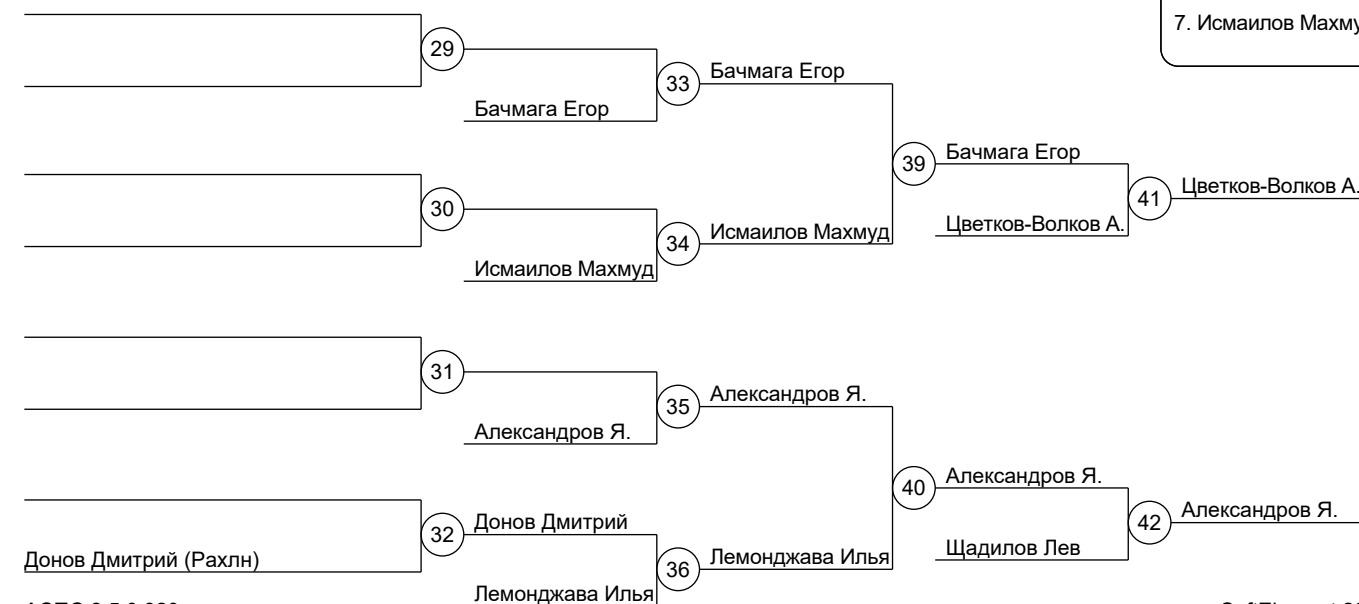 7. Исмаилов
29
Бачмага Егор
33
Бачмага Егор
30
Исмаилов Махмуд
34
Исмаилов Махмуд
39
Бачмага Егор
Цветков-Волков А.
41
Цветков-Волков А.
31
Александров Я.
35
Александров Я.
Донов Дмитрий (Рахлн)
32
Донов Дмитрий
Лемонджава Илья
36
Лемонджава Илья
40
Александров Я.
Щадилов Лев
42
Александров Я.